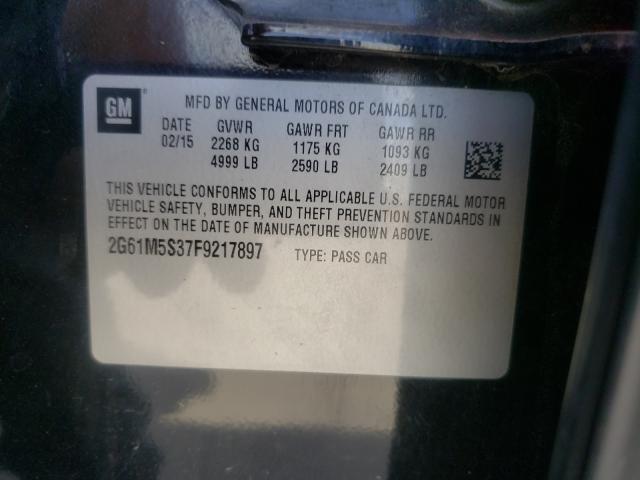 GM ® MFD BY GENERAL MOTORS OF CANADA LTD.
DATE GVWR GAWR FRT GAWR RR
02/15 2268 KG 1175 KG 1093 KG
4999 LB 2590 LB 2409 LB
THIS VEHICLE CONFORMS TO ALL APPLICABLE U.S. FEDERAL MOTOR
VEHICLE SAFETY, BUMPER, AND THEFT PREVENTION STANDARDS IN
EFFECT ON THE DATE OF MANUFACTURE SHOWN ABOVE.
2G61M5S37F9217897 TYPE: PASS CAR